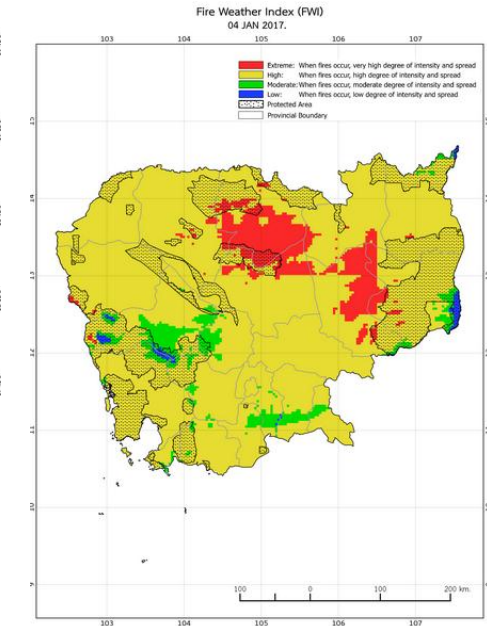 Fire Weather Index (FWI)
04 JAN 2017.
103 104 105 106 107
Extreme: When fires occur, very high degree of intensity and spread
High: When fires occur, high degree of intensity and spread
Moderate: When fires occur, moderate degree of intensity and spread
Low: When fires occur, low degree of intensity and spread
Protected Area
Provincial Boundary
15
14
13
12
11
10
9
100 0 100 200 km.
103 104 105 106 107